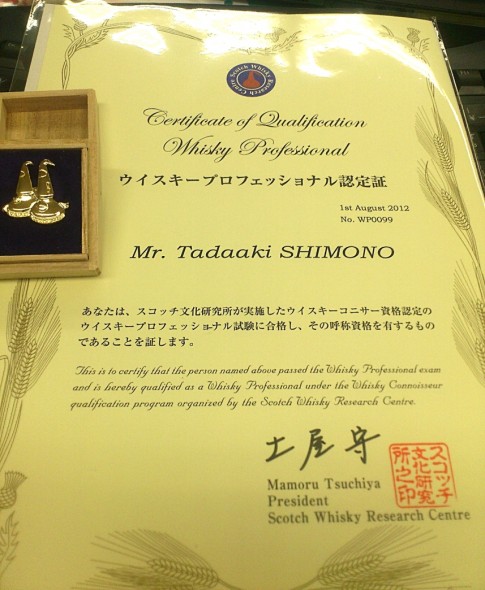 Scotch Whisky Research Centre
Certificate of Qualification
Whisky Professional
ウイスキープロフェッショナル認定証
1st August 2012
No. WP0099
Mr. Tadaaki SHIMONO
あなたは、スコッチ文化研究所が実施したウイスキーコニサー資格認定の
ウイスキープロフェッショナル試験に合格し、その呼称資格を有するもの
であることを証します。
This is to certify that the person named above passed the Whisky Professional exam
and is hereby qualified as a Whisky Professional under the Whisky Connoisseur
qualification program organized by the Scotch Whisky Research Centre.
土屋守
スコッチ
文化研究
所之印
Mamoru Tsuchiya
President
Scotch Whisky Research Centre